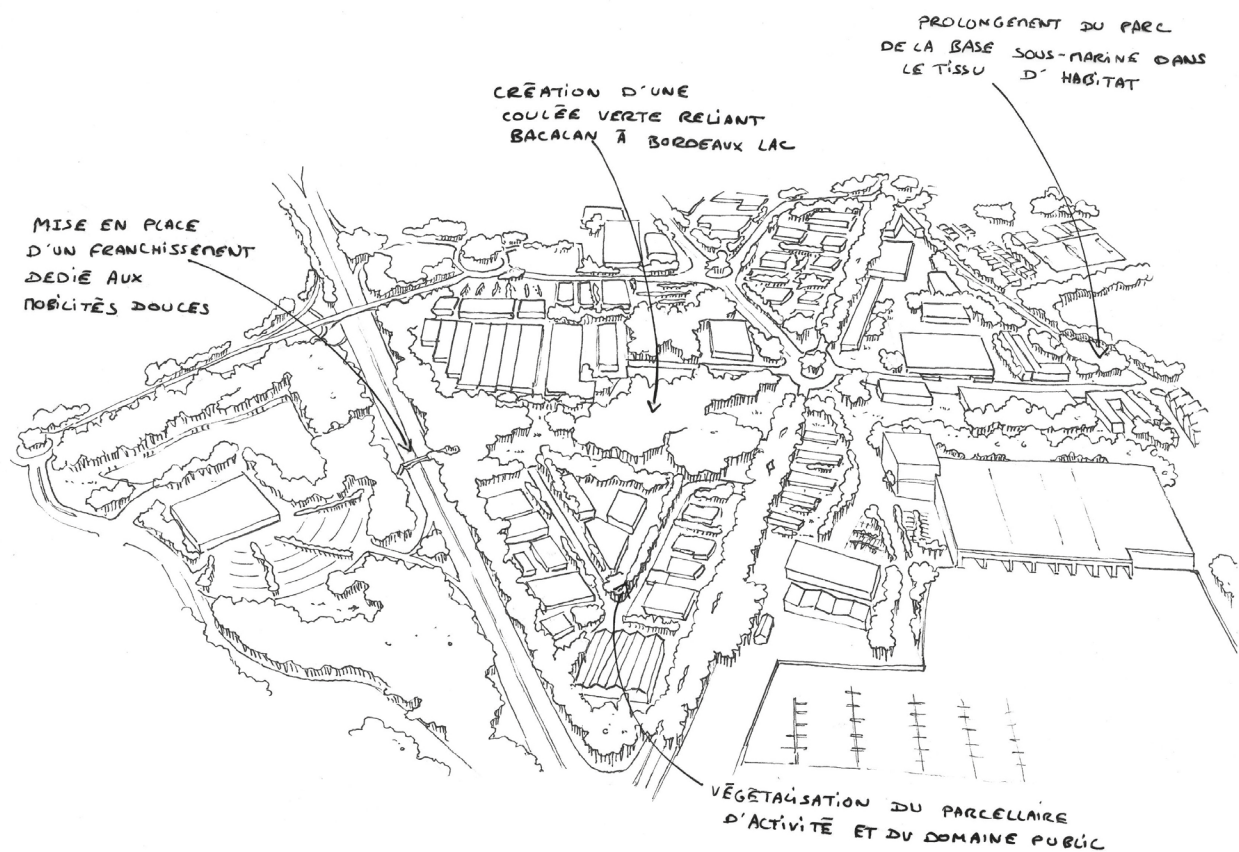 PROLONGEMENT DU PARC
DE LA BASE SOUS-MARINE DANS
LE TISSU D'HABITAT
CRÉATION D'UNE
COULÉE VERTE RELIANT
BACALAN À BORDEAUX LAC
MISE EN PLACE
D'UN FRANCHISSEMENT
DEDIÉ AUX
MOBILITÉS DOUCES
VÉGÉTALISATION DU PARCELLAIRE
D'ACTIVITÉ ET DU DOMAINE PUBLIC